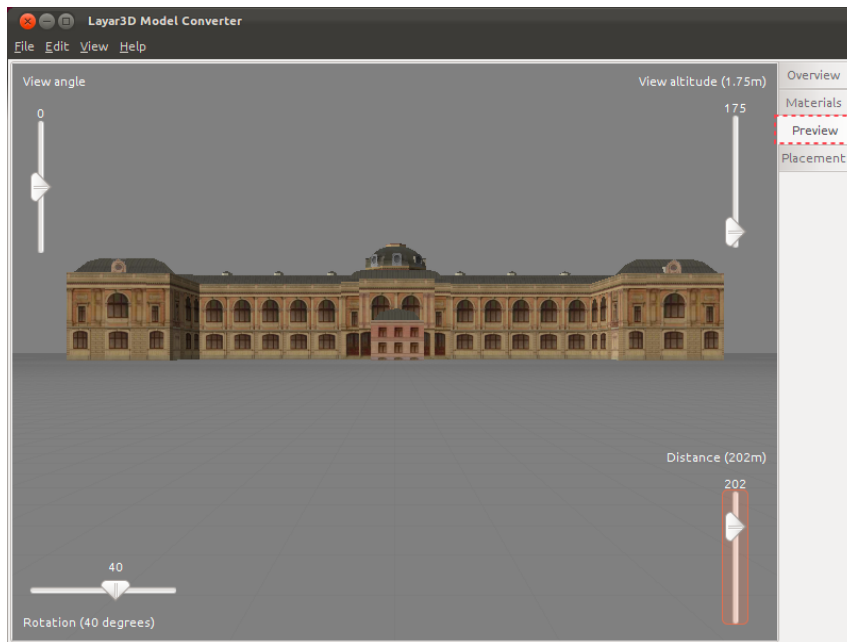 Layar3D Model Converter
File Edit View Help
View angle
0
View altitude (1.75m)
175
Overview
Materials
Preview
Placement
Distance (202m)
202
40
Rotation (40 degrees)